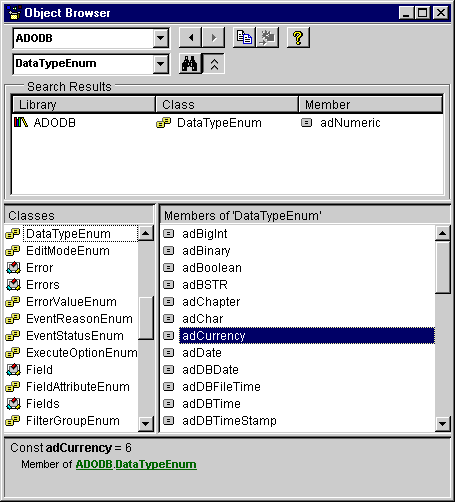 Object Browser
ADODB
DataTypeEnum
Search Results
Library Class Member
ADODB DataTypeEnum adNumeric
Classes
DataTypeEnum
EditModeEnum
Error
Errors
ErrorValueEnum
EventReasonEnum
EventStatusEnum
ExecuteOptionEnum
Field
FieldAttributeEnum
Fields
FilterGroupEnum
Members of 'DataTypeEnum'
adBigInt
adBinary
adBoolean
adBSTR
adChapter
adChar
adCurrency
adDate
adDBDate
adDBFileTime
adDBTime
adDBTimeStamp
Const adCurrency = 6
Member of ADODB.DataTypeEnum